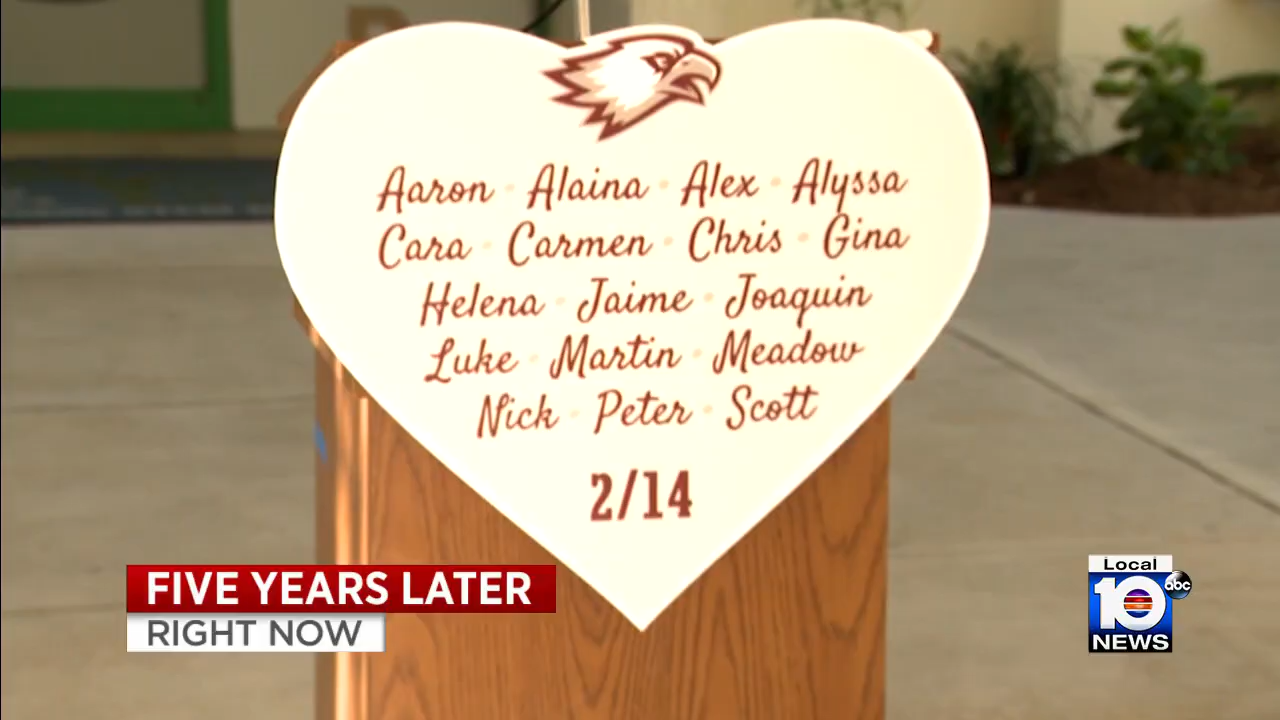 Aaron · Alaina · Alex · Alyssa
Cara · Carmen · Chris · Gina
Helena · Jaime · Joaquin
Luke · Martin · Meadow
Nick · Peter · Scott
2/14
FIVE YEARS LATER
RIGHT NOW
Local
10 abc
NEWS